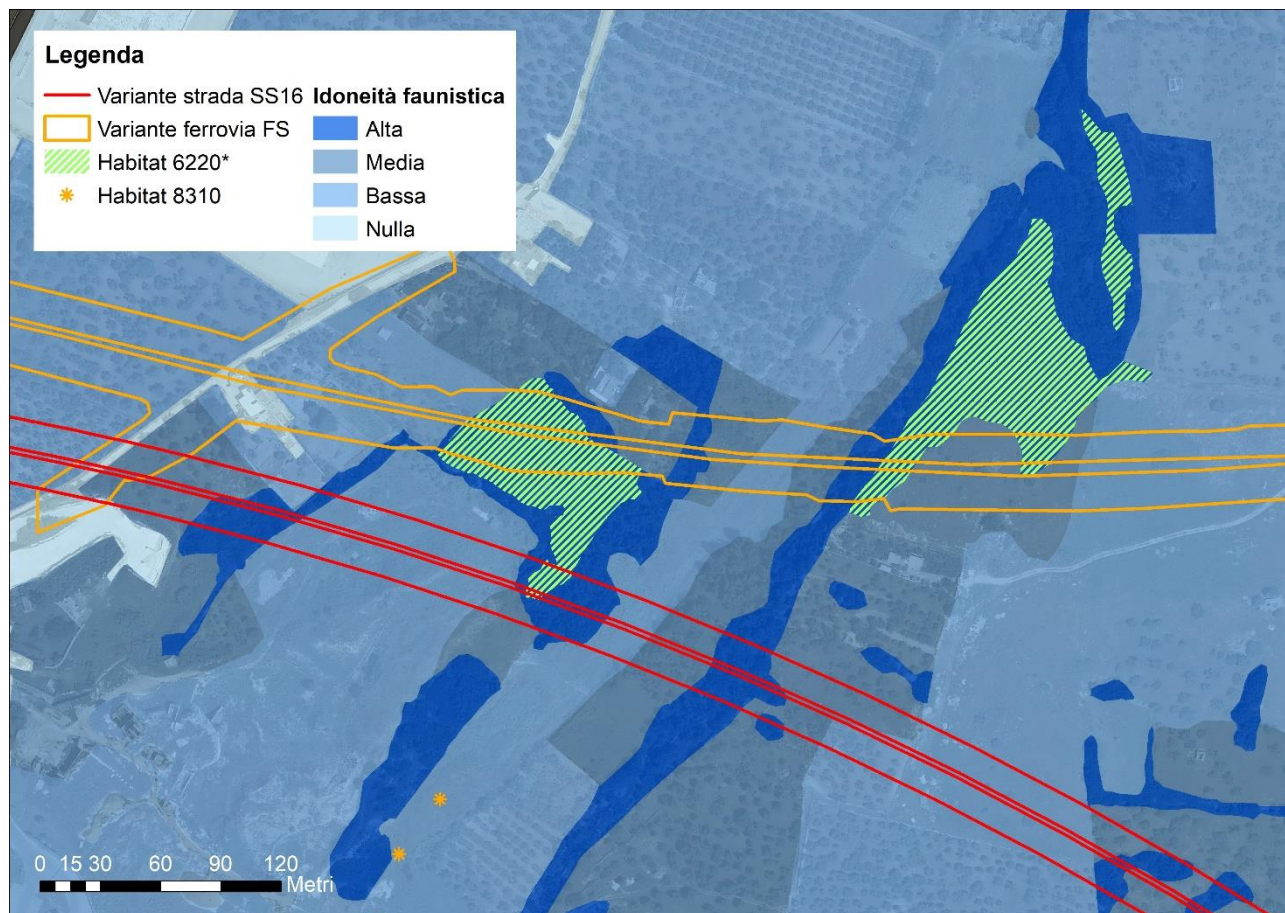 Legenda
Variante strada SS16
Variante ferrovia FS
Habitat 6220*
Habitat 8310
Idoneità faunistica
Alta
Media
Bassa
Nulla
0 15 30 60 90 120
Metri